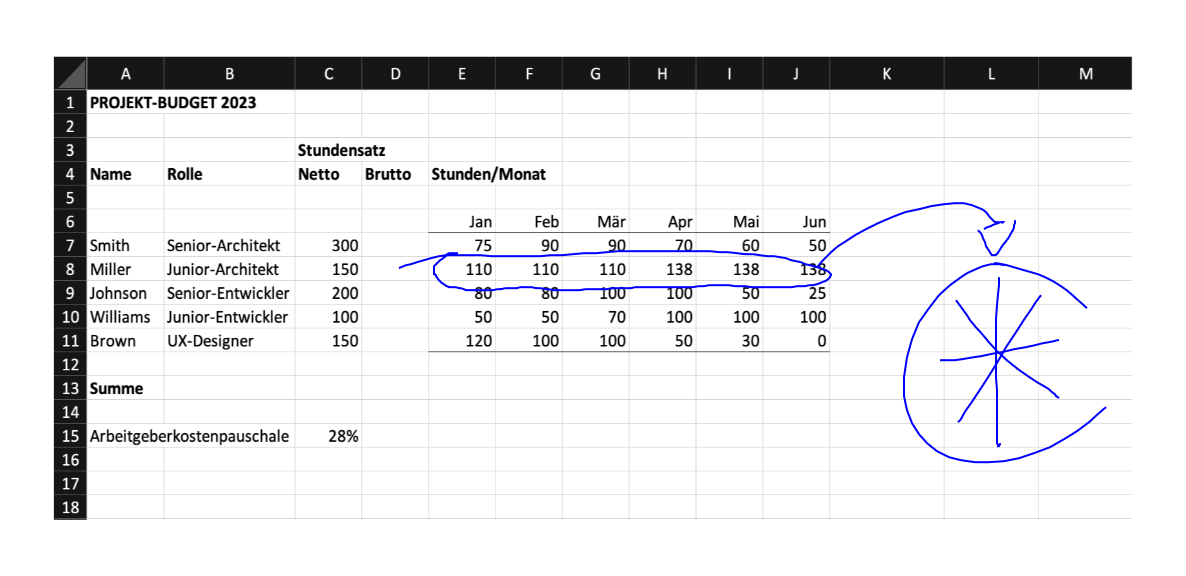 A B C D E F G H I J K L M
1 PROJEKT-BUDGET 2023
2
3 Stundensatz
4 Name Rolle Netto Brutto Stunden/Monat
5
6 Jan Feb Mär Apr Mai Jun
7 Smith Senior-Architekt 300 75 90 90 70 60 50
8 Miller Junior-Architekt 150 110 110 110 138 138 138
9 Johnson Senior-Entwickler 200 80 80 100 100 50 25
10 Williams Junior-Entwickler 100 50 50 70 100 100 100
11 Brown UX-Designer 150 120 100 100 50 30 0
12
13 Summe
14
15 Arbeitgeberkostenpauschale 28%
16
17
18